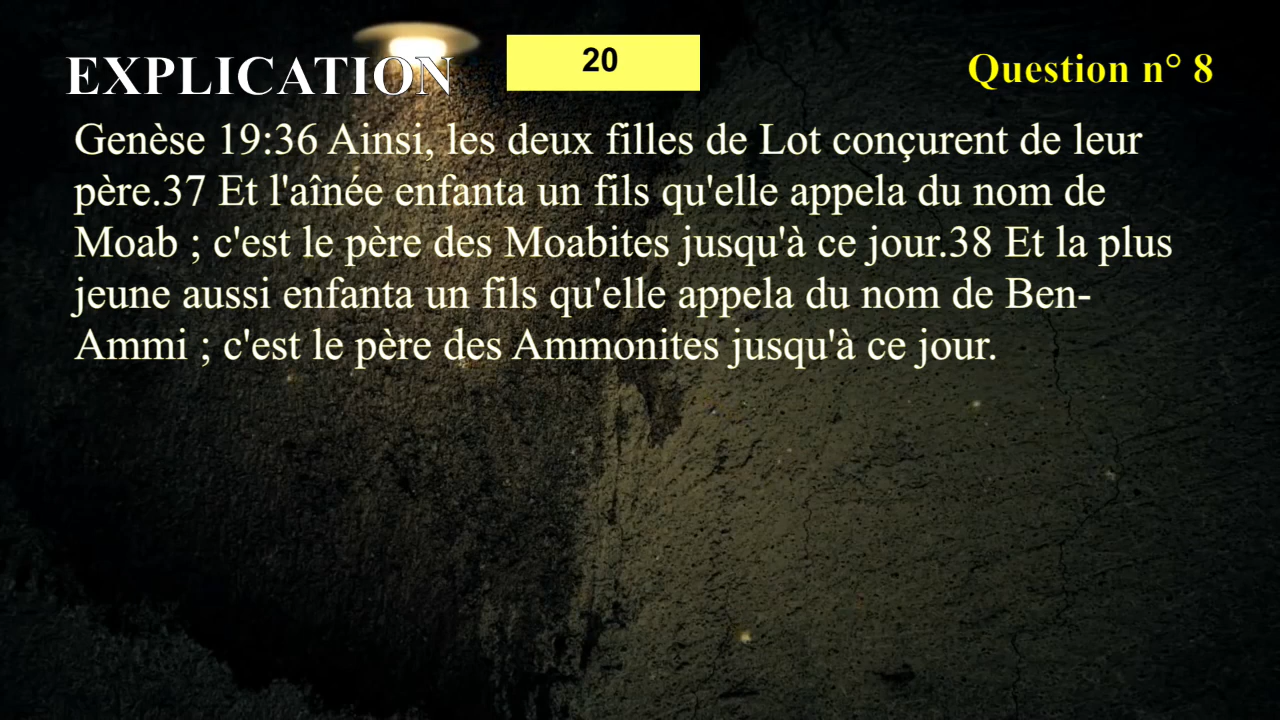 EXPLICATION
20
Question n° 8
Genèse 19:36 Ainsi, les deux filles de Lot conçurent de leur
père.37 Et l'aînée enfanta un fils qu'elle appela du nom de
Moab ; c'est le père des Moabites jusqu'à ce jour.38 Et la plus
jeune aussi enfanta un fils qu'elle appela du nom de Ben-
Ammi ; c'est le père des Ammonites jusqu'à ce jour.